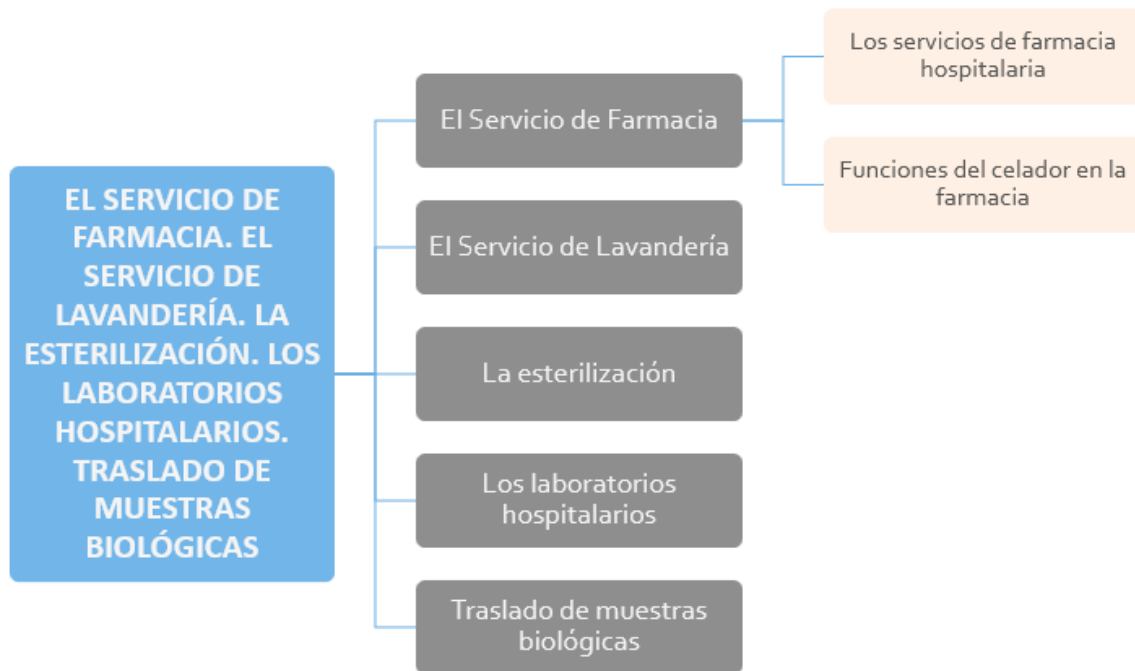 EL SERVICIO DE
FARMACIA. EL
SERVICIO DE
LAVANDERÍA. LA
ESTERILIZACIÓN. LOS
LABORATORIOS
HOSPITALARIOS.
TRASLADO DE
MUESTRAS
BIOLÓGICAS
El Servicio de Farmacia
Los servicios de farmacia
hospitalaria
Funciones del celador en la
farmacia
El Servicio de Lavandería
La esterilización
Los laboratorios
hospitalarios
Traslado de muestras
biológicas